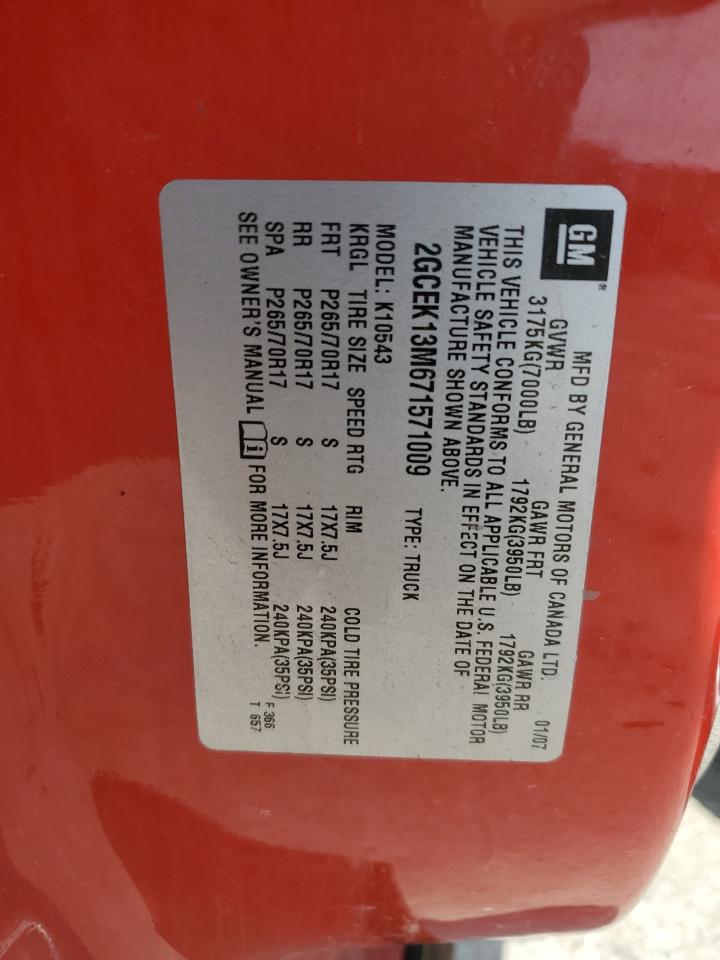 GM
®
MFD BY GENERAL MOTORS OF CANADA LTD.
GVWR GAWR FRT GAWR RR 01/07
3175KG(7000LB) 1792KG(3950LB) 1792KG(3950LB)
THIS VEHICLE CONFORMS TO ALL APPLICABLE U.S. FEDERAL MOTOR
VEHICLE SAFETY STANDARDS IN EFFECT ON THE DATE OF
MANUFACTURE SHOWN ABOVE.
2GCEK13M671571009 TYPE: TRUCK
MODEL: K10543
KRGL TIRE SIZE SPEED RTG RIM COLD TIRE PRESSURE
FRT P265/70R17 S 17X7.5J 240KPA(35PSI)
RR P265/70R17 S 17X7.5J 240KPA(35PSI)
SPA P265/70R17 S 17X7.5J 240KPA(35PSI)
SEE OWNER'S MANUAL i FOR MORE INFORMATION.
F 366
T 657